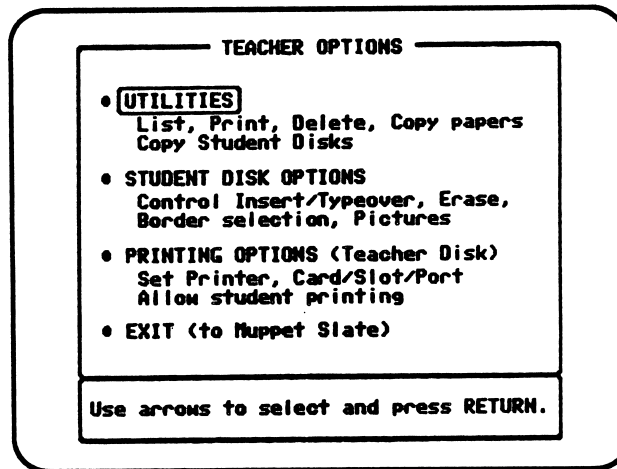 TEACHER OPTIONS
• UTILITIES
List, Print, Delete, Copy papers
Copy Student Disks
• STUDENT DISK OPTIONS
Control Insert/Typeover, Erase,
Border selection, Pictures
• PRINTING OPTIONS (Teacher Disk)
Set Printer, Card/Slot/Port
Allow student printing
• EXIT (to Muppet Slate)
Use arrows to select and press RETURN.